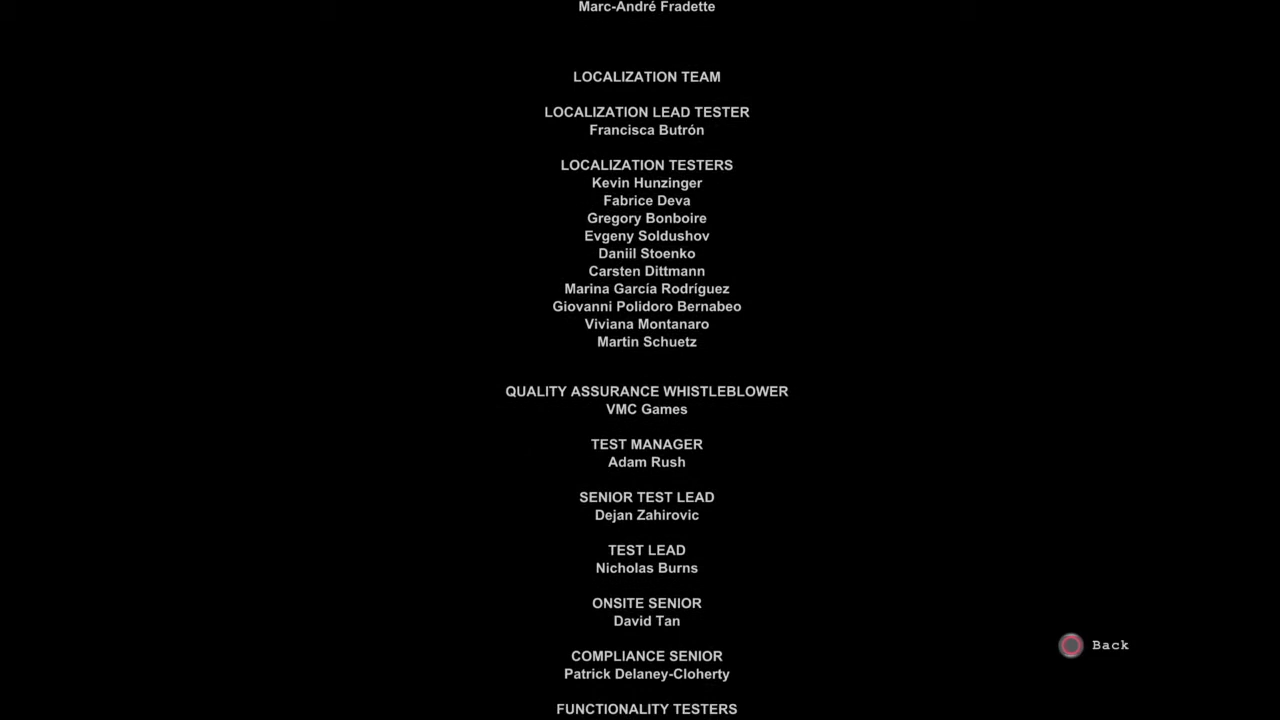 Marc-André Fradette
LOCALIZATION TEAM
LOCALIZATION LEAD TESTER
Francisca Butrón
LOCALIZATION TESTERS
Kevin Hunzinger
Fabrice Deva
Gregory Bonboire
Evgeny Soldushov
Daniil Stoenko
Carsten Dittmann
Marina García Rodríguez
Giovanni Polidoro Bernabeo
Viviana Montanaro
Martin Schuetz
QUALITY ASSURANCE WHISTLEBLOWER
VMC Games
TEST MANAGER
Adam Rush
SENIOR TEST LEAD
Dejan Zahirovic
TEST LEAD
Nicholas Burns
ONSITE SENIOR
David Tan
Back
COMPLIANCE SENIOR
Patrick Delaney-Cloherty
FUNCTIONALITY TESTERS